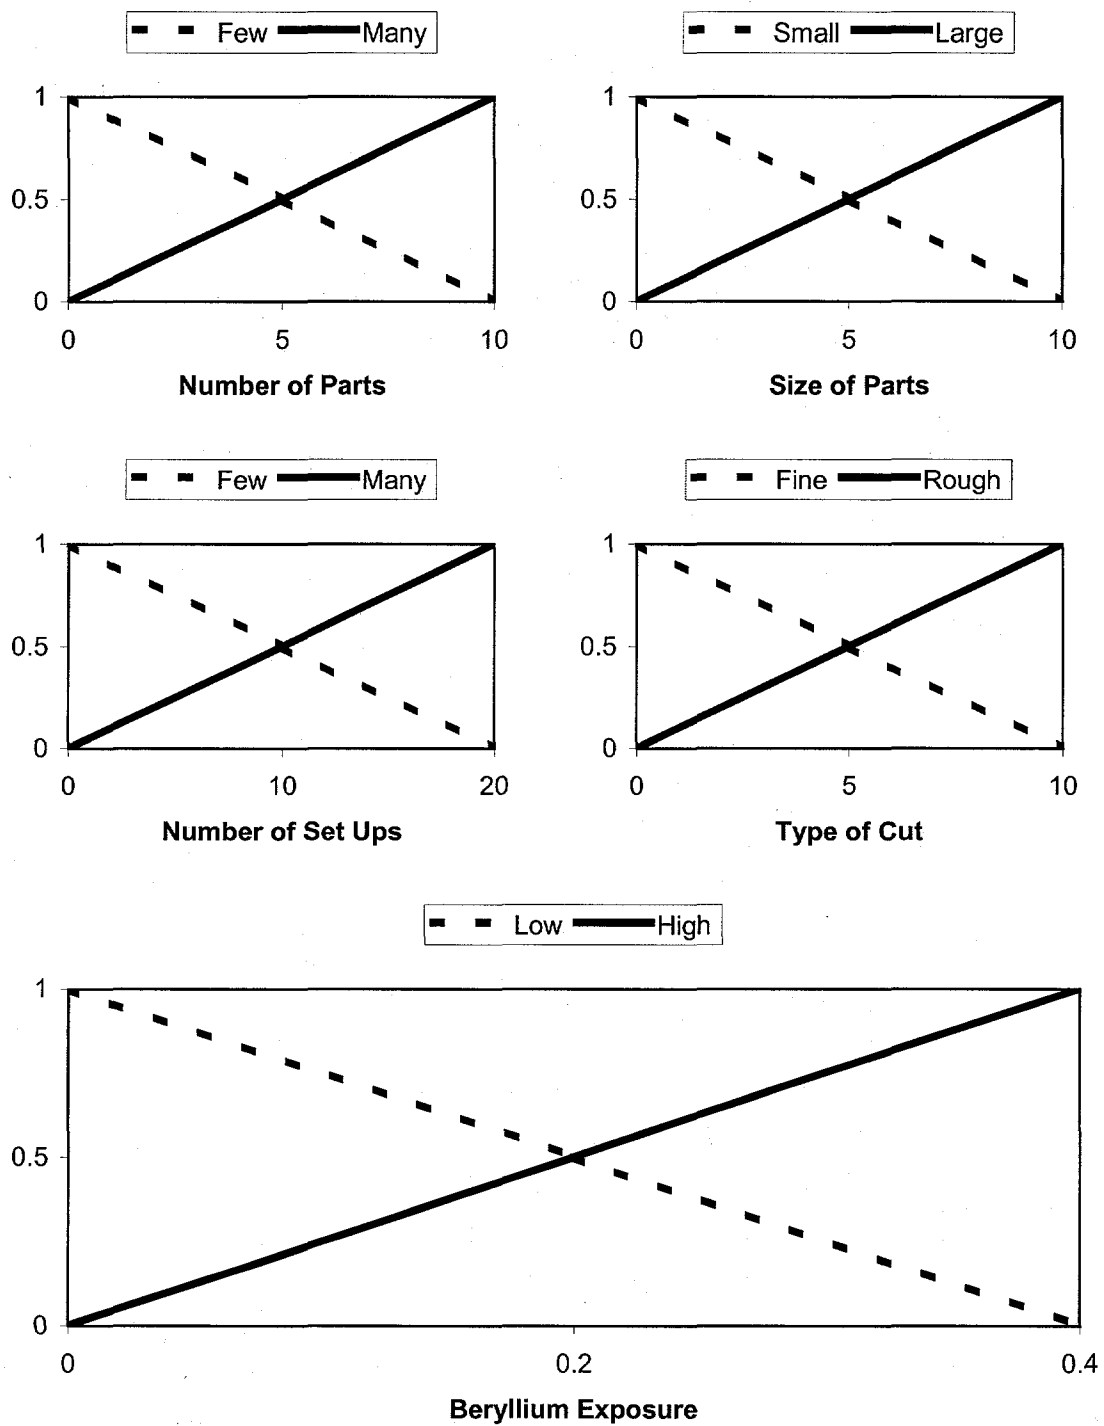 Few Many
Small Large
1
0.5
0
0 5 10
Number of Parts
1
0.5
0
0 5 10
Size of Parts
Few Many
Fine Rough
1
0.5
0
0 10 20
Number of Set Ups
1
0.5
0
0 5 10
Type of Cut
Low High
1
0.5
0
0 0.2 0.4
Beryllium Exposure